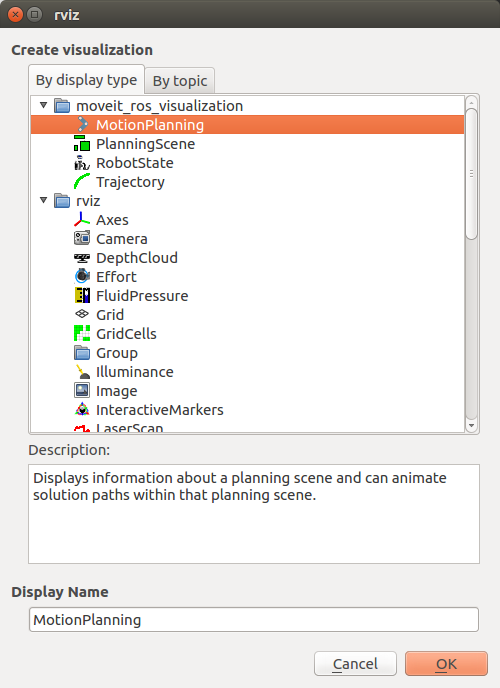 rviz
Create visualization
By display type
By topic
moveit_ros_visualization
MotionPlanning
PlanningScene
RobotState
Trajectory
rviz
Axes
Camera
DepthCloud
Effort
FluidPressure
Grid
GridCells
Group
Illuminance
Image
InteractiveMarkers
LaserScan
Description:
Displays information about a planning scene and can animate
solution paths within that planning scene.
Display Name
MotionPlanning
Cancel
OK